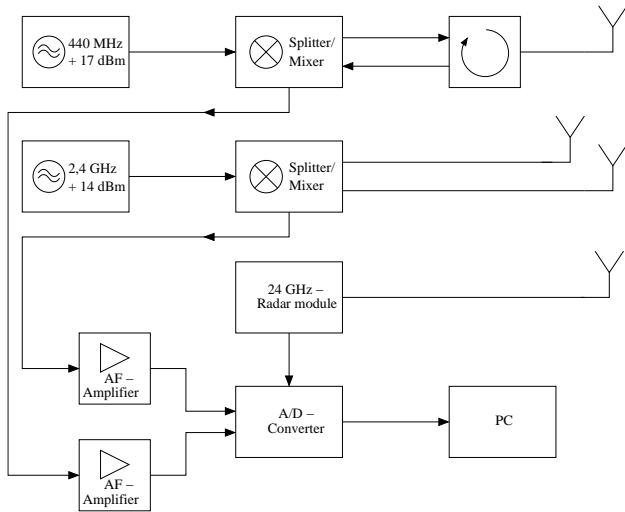 440 MHz
+ 17 dBm
Splitter/
Mixer
2,4 GHz
+ 14 dBm
Splitter/
Mixer
24 GHz –
Radar module
AF –
Amplifier
A/D –
Converter
PC
AF –
Amplifier